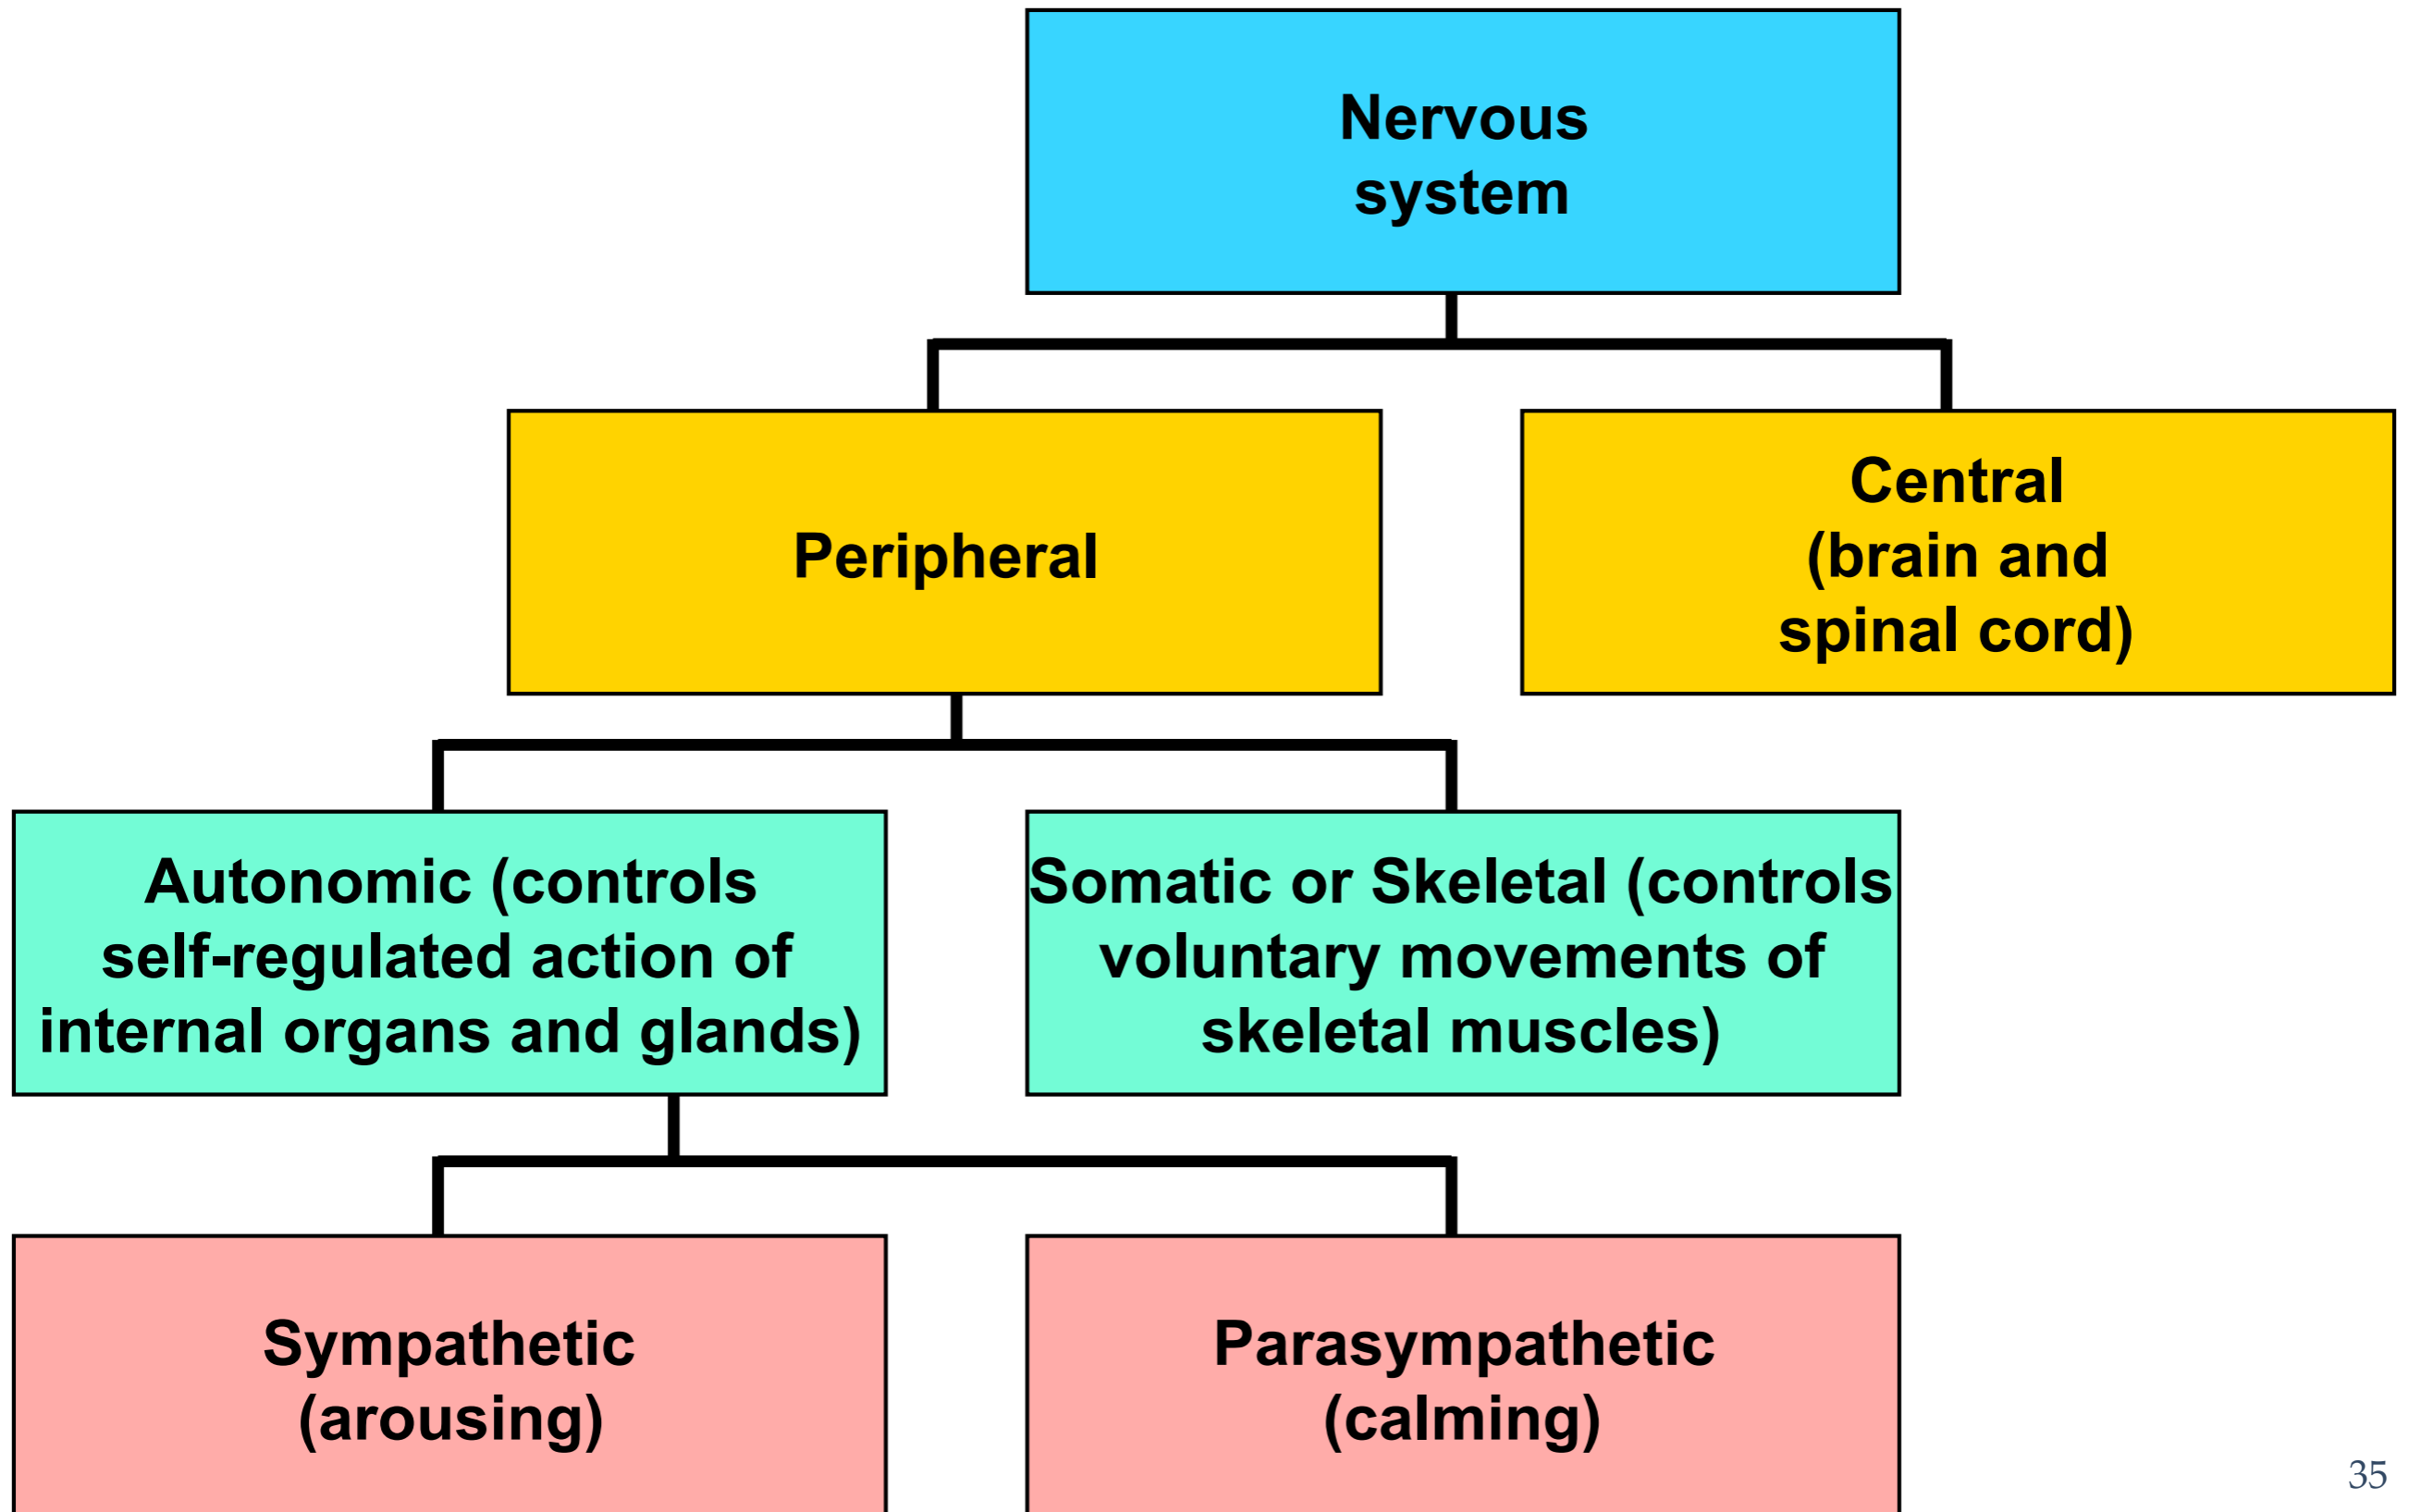 Nervous
system
Peripheral
Central
(brain and
spinal cord)
Autonomic (controls
self-regulated action of
internal organs and glands)
Somatic or Skeletal (controls
voluntary movements of
skeletal muscles)
Sympathetic
(arousing)
Parasympathetic
(calming)
35